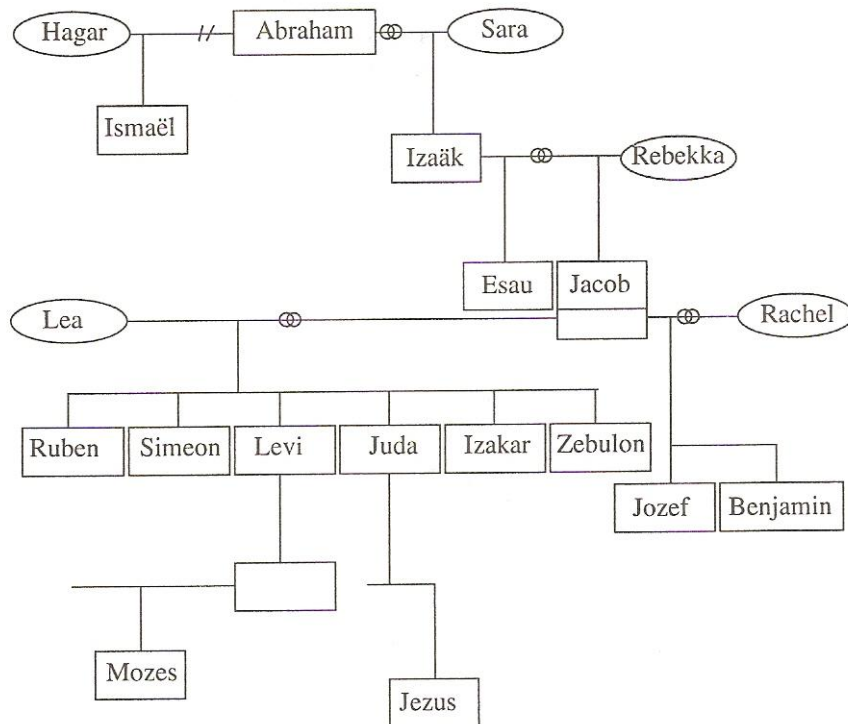 Hagar
Abraham
Sara
Ismaël
Izaäk
Rebekka
Esau
Jacob
Lea
Rachel
Ruben
Simeon
Levi
Juda
Izakar
Zebulon
Jozef
Benjamin
Mozes
Jezus